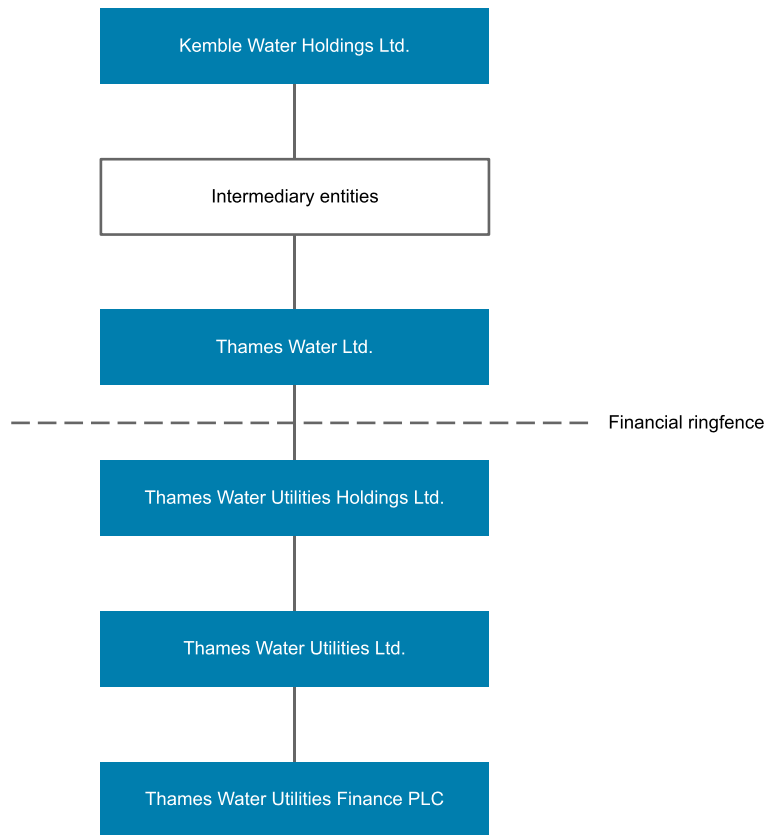 Kemble Water Holdings Ltd.
Intermediary entities
Thames Water Ltd.
Financial ringfence
Thames Water Utilities Holdings Ltd.
Thames Water Utilities Ltd.
Thames Water Utilities Finance PLC